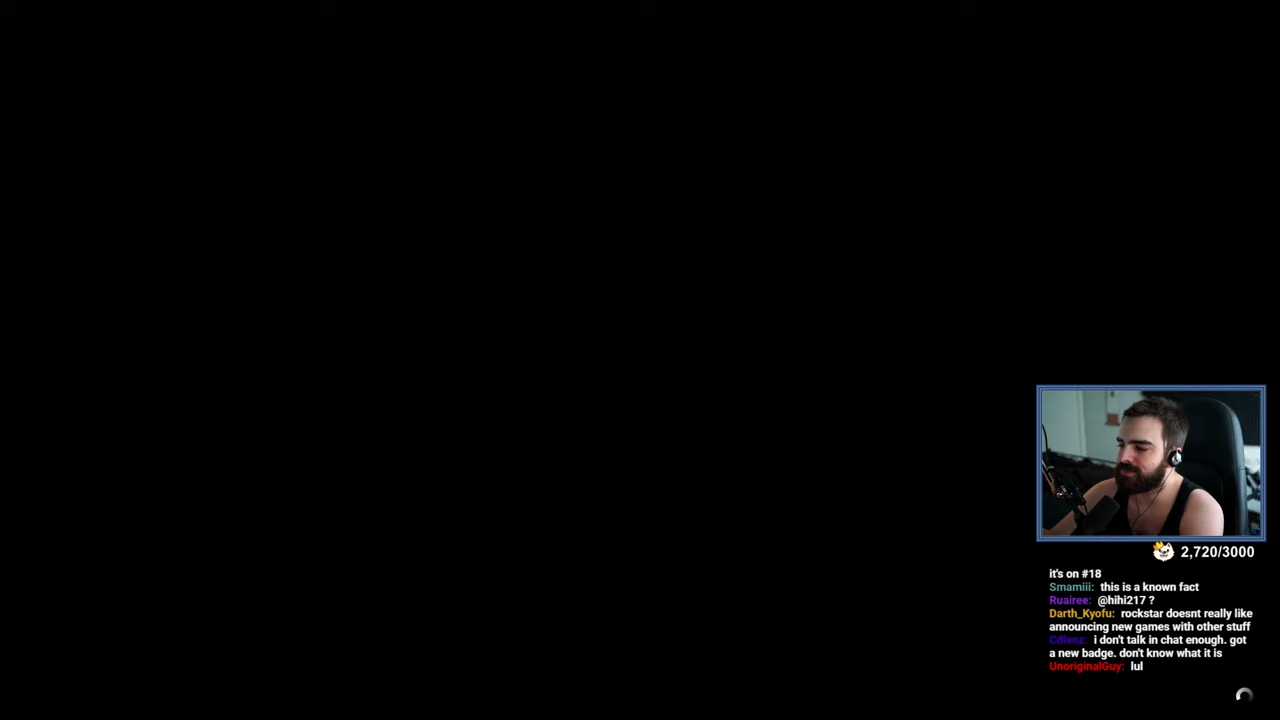 2,720/3000
it's on #18
Smamiii: this is a known fact
Ruairee: @hihi217 ?
Darth_Kyofu: rockstar doesnt really like
announcing new games with other stuff
Cdlenz: i don't talk in chat enough. got
a new badge. don't know what it is
UnoriginalGuy: lul